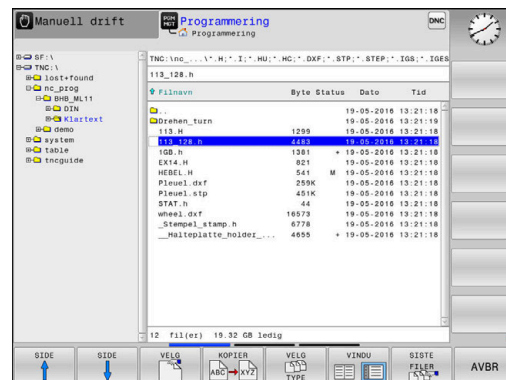 Manuell drift
PGM
MGT
Programmering
Programmering
DNC
SF:\
TNC:\
lost+found
nc_prog
BHB_ML11
DIN
Klartext
demo
system
table
tncguide
TNC:\nc_...\*.H;*.I;*.HU;*.HC;*.DXF;*.STP;*.STEP;*.IGS;*.IGES
113_128.h
Filnavn Byte Status Dato Tid
.. 19-05-2016 13:21:18
Drehen_turn 19-05-2016 13:21:19
113.H 1299 19-05-2016 13:21:18
113_128.h 4483 19-05-2016 13:21:18
1GB.h 1381 + 19-05-2016 13:21:18
EX14.H 821 19-05-2016 13:21:18
HEBEL.H 541 M 19-05-2016 13:21:18
Pleuel.dxf 259K 19-05-2016 13:21:18
Pleuel.stp 451K 19-05-2016 13:21:18
STAT.h 44 19-05-2016 13:21:18
wheel.dxf 16573 19-05-2016 13:21:18
_Stempel_stamp.h 6778 19-05-2016 13:21:18
__Halteplatte_holder_... 4655 + 19-05-2016 13:21:18
12 fil(er) 19.32 GB ledig
SIDE
SIDE
VELG
KOPIER
ABC XYZ
VELG
TYPE
VINDU
SISTE
FILER
AVBR